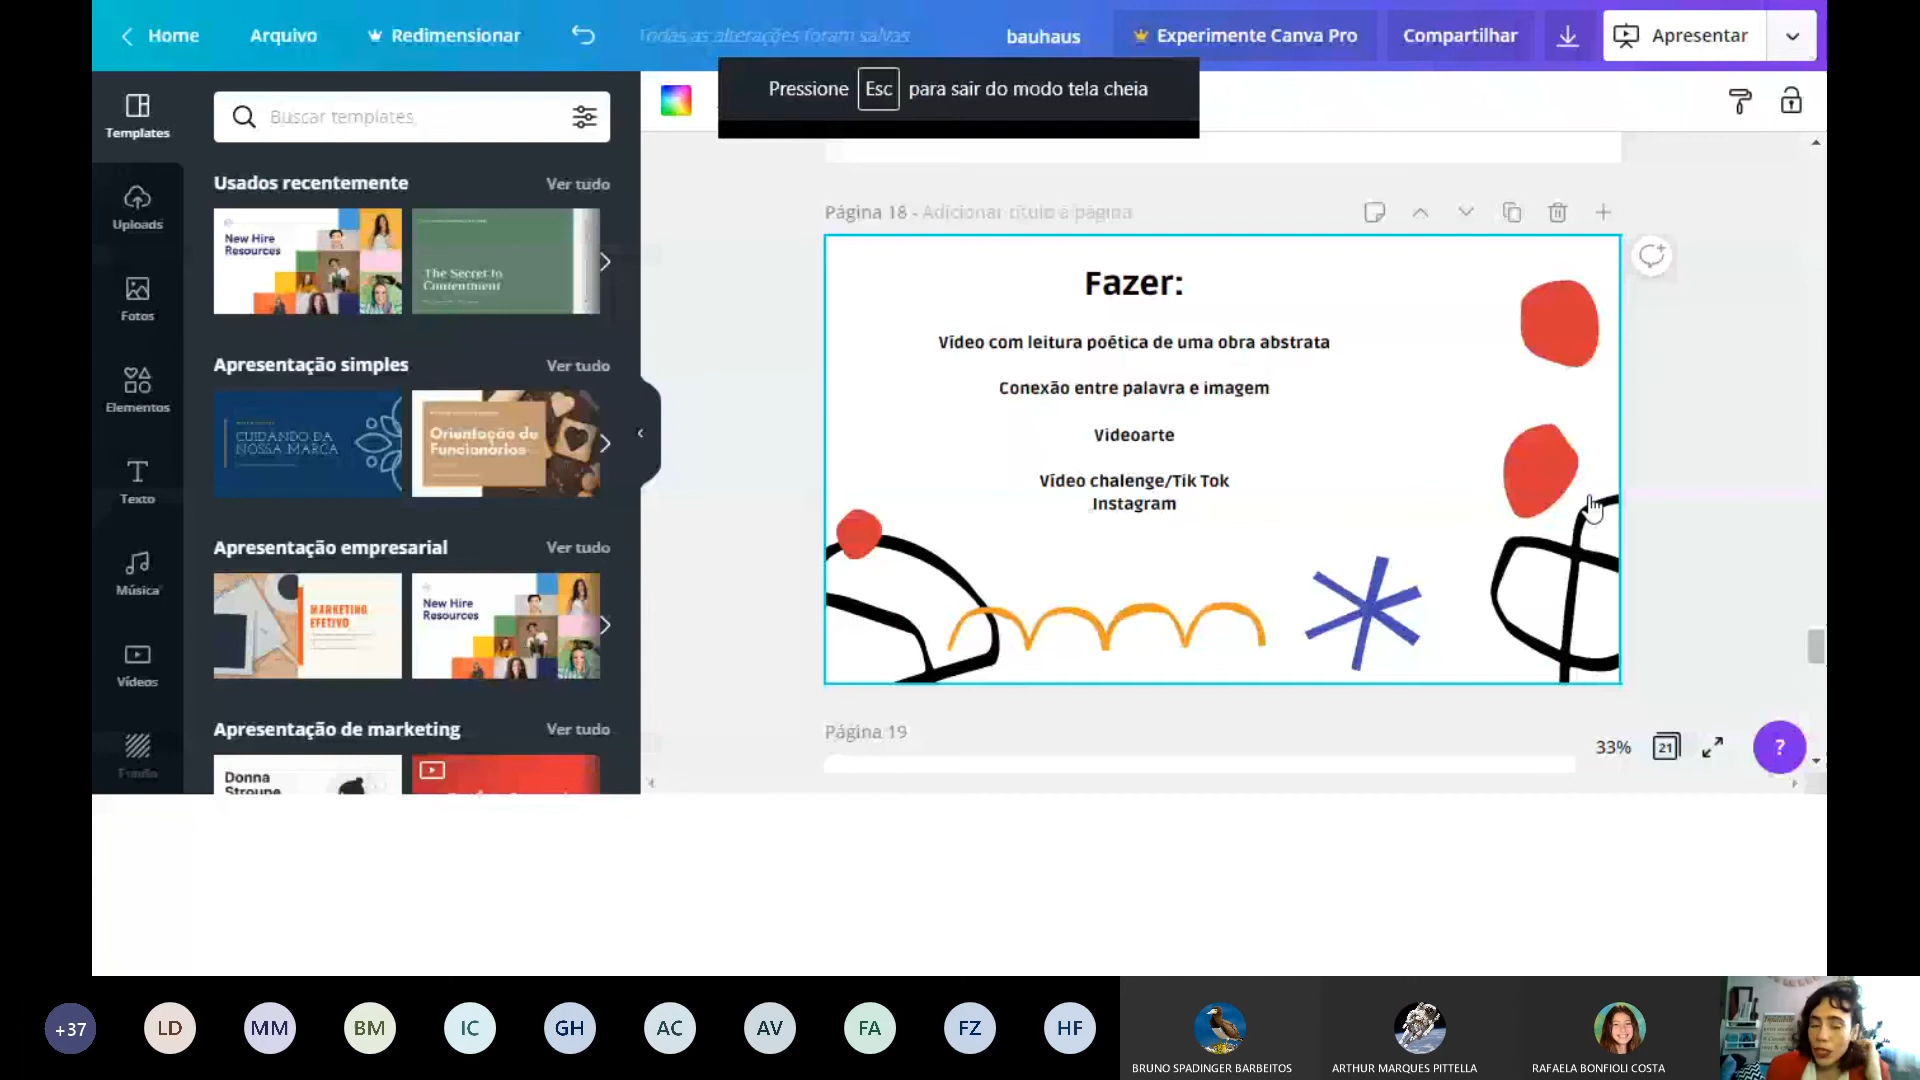 Home
Arquivo
Redimensionar
Todas as alterações foram salvas
bauhaus
Experimente Canva Pro
Compartilhar
Apresentar
Pressione Esc para sair do modo tela cheia
Templates
Uploads
Fotos
Elementos
Texto
Música
Vídeos
Fundo
Buscar templates
Usados recentemente
Ver tudo
New Hire
Resources
The Secret to
Contentment
Apresentação simples
Ver tudo
CUIDANDO DA
NOSSA MARCA
Orientação de
Funcionários
Apresentação empresarial
Ver tudo
MARKETING
EFETIVO
New Hire
Resources
Apresentação de marketing
Ver tudo
Donna
Stroupe
Página 18 - Adicionar título à página
Fazer:
Vídeo com leitura poética de uma obra abstrata
Conexão entre palavra e imagem
Videoarte
Vídeo chalenge/Tik Tok
Instagram
Página 19
33%
21
?
+37
LD
MM
BM
IC
GH
AC
AV
FA
FZ
HF
BRUNO SPADINGER BARBEITOS
ARTHUR MARQUES PITTELLA
RAFAELA BONFIOLI COSTA